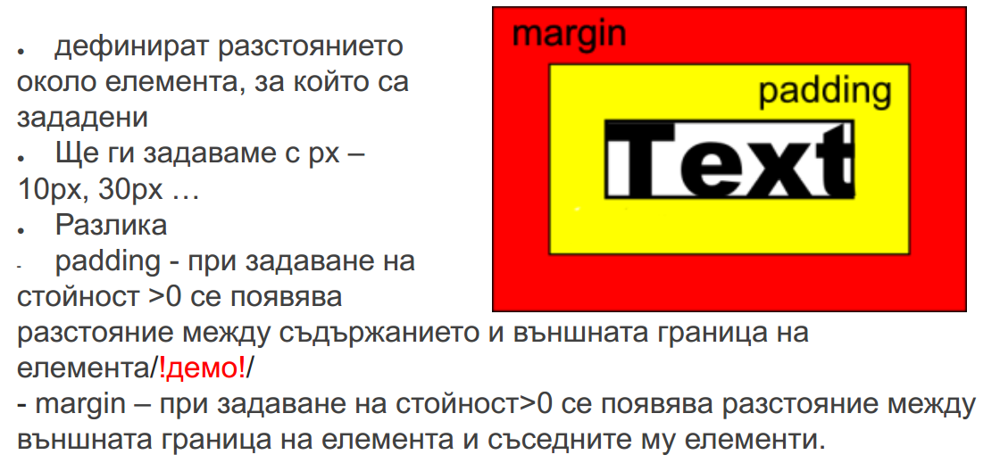 • дефинират разстоянието
около елемента, за който са
зададени
• Ще ги задаваме с px –
10px, 30px …
• Разлика
- padding - при задаване на
стойност >0 се появява
разстояние между съдържанието и външната граница на
елемента/!демо!/
- margin – при задаване на стойност>0 се появява разстояние между
външната граница на елемента и съседните му елементи.
margin
padding
Text